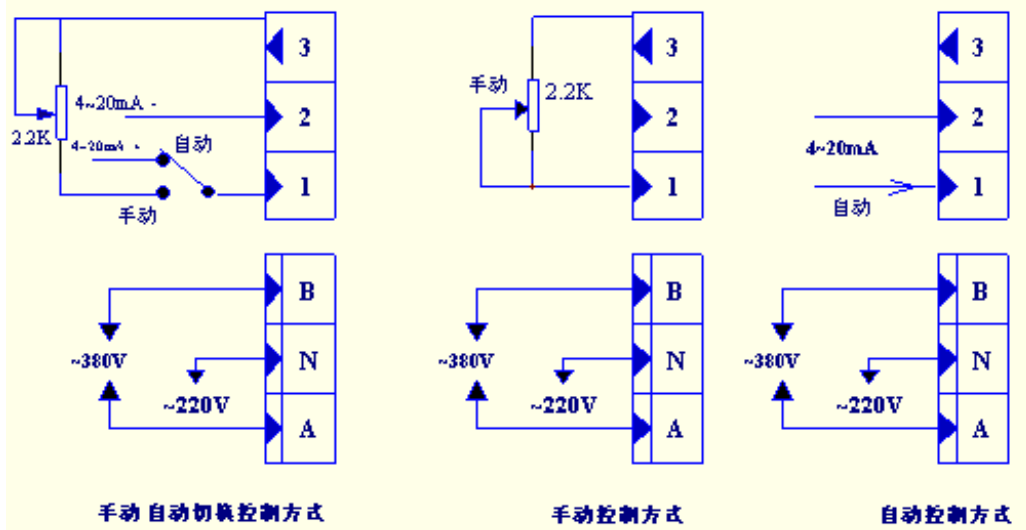 3
4~20mA -
2
2.2K
4~20mA -
自动
1
手动
B
~380V
N
~220V
A
手动 自动切换控制方式
3
手动
2.2K
2
1
B
~380V
N
~220V
A
手动控制方式
3
2
4~20mA
1
自动
B
~380V
N
~220V
A
自动控制方式